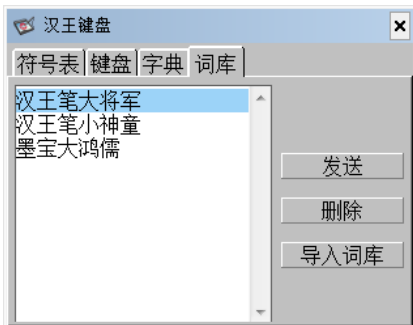 汉王键盘
符号表 键盘 字典 词库
汉王笔大将军
汉王笔小神童
墨宝大鸿儒
发送
删除
导入词库